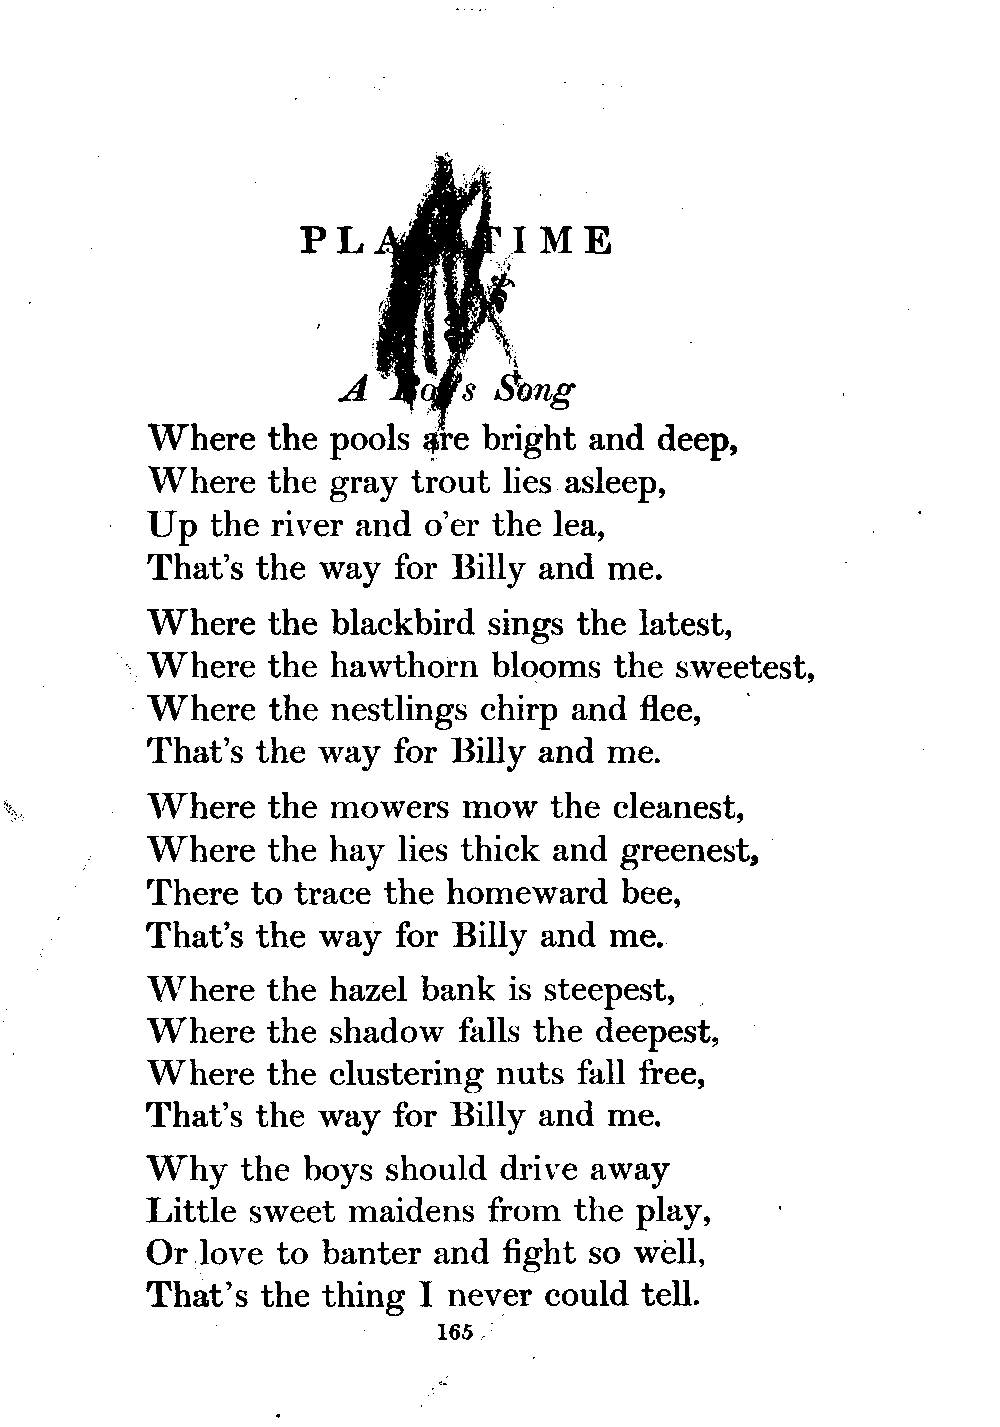 PLAYTIME
A Boy's Song
Where the pools are bright and deep,
Where the gray trout lies asleep,
Up the river and o'er the lea,
That's the way for Billy and me.
Where the blackbird sings the latest,
Where the hawthorn blooms the sweetest,
Where the nestlings chirp and flee,
That's the way for Billy and me.
Where the mowers mow the cleanest,
Where the hay lies thick and greenest,
There to trace the homeward bee,
That's the way for Billy and me.
Where the hazel bank is steepest,
Where the shadow falls the deepest,
Where the clustering nuts fall free,
That's the way for Billy and me.
Why the boys should drive away
Little sweet maidens from the play,
Or love to banter and fight so well,
That's the thing I never could tell.
165